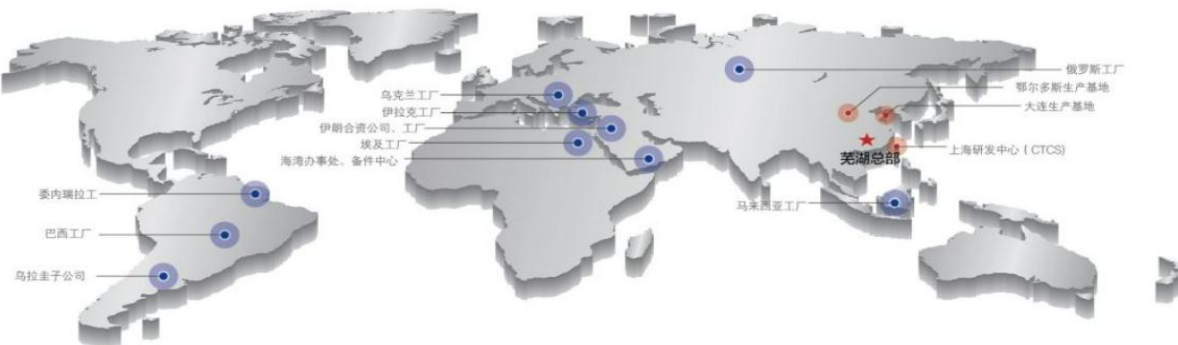 俄罗斯工厂
鄂尔多斯生产基地
大连生产基地
上海研发中心(CTCS)
芜湖总部
乌克兰工厂
伊拉克工厂
伊朗合资公司、工厂
埃及工厂
海湾办事处、备件中心
马来西亚工厂
委内瑞拉工
巴西工厂
乌拉圭子公司